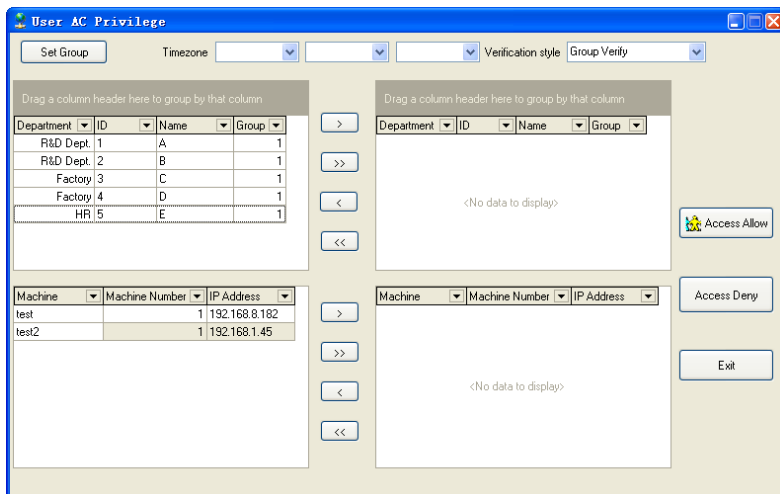 User AC Privilege
Set Group Timezone Verification style Group Verify
Drag a column header here to group by that column
Department ID Name Group
R&D Dept. 1 A 1
R&D Dept. 2 B 1
Factory 3 C 1
Factory 4 D 1
HR 5 E 1
>
>>
<
<<
Drag a column header here to group by that column
Department ID Name Group
<No data to display>
Machine Machine Number IP Address
test 1 192.168.8.182
test2 1 192.168.1.45
>
>>
<
<<
Machine Machine Number IP Address
<No data to display>
Access Allow
Access Deny
Exit